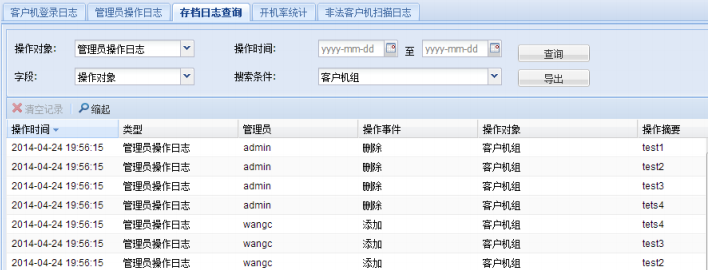 客户机登录日志 管理员操作日志 存档日志查询 开机率统计 非法客户机扫描日志
操作对象: 管理员操作日志 操作时间: yyyy-mm-dd 至 yyyy-mm-dd 查询
字段: 操作对象 搜索条件: 客户机组 导出
清空记录 缩起
操作时间 类型 管理员 操作事件 操作对象 操作摘要
2014-04-24 19:56:15 管理员操作日志 admin 删除 客户机组 test1
2014-04-24 19:56:15 管理员操作日志 admin 删除 客户机组 test2
2014-04-24 19:56:15 管理员操作日志 admin 删除 客户机组 test3
2014-04-24 19:56:15 管理员操作日志 admin 删除 客户机组 tets4
2014-04-24 19:56:15 管理员操作日志 wangc 添加 客户机组 tets4
2014-04-24 19:56:15 管理员操作日志 wangc 添加 客户机组 test3
2014-04-24 19:56:15 管理员操作日志 wangc 添加 客户机组 test2